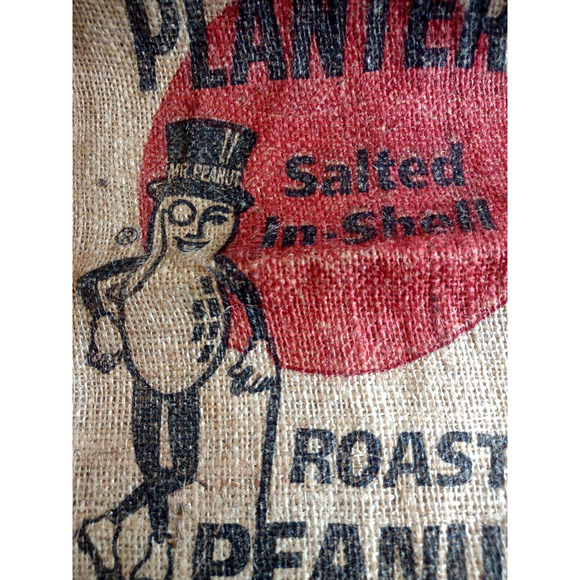 PLANTER
MR. PEANUT
Salted
In-Shell
®
ROAST
PEANU